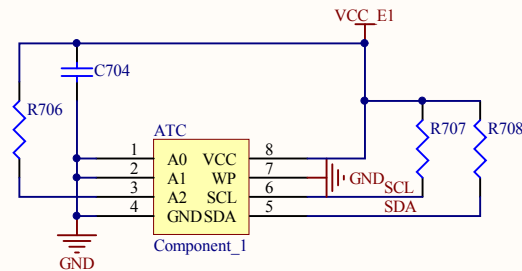 VCC_E1
C704
R706
R707
R708
ATC
1 A0 VCC 8
2 A1 WP 7 GND
3 A2 SCL 6 SCL
4 GND SDA 5 SDA
Component_1
GND